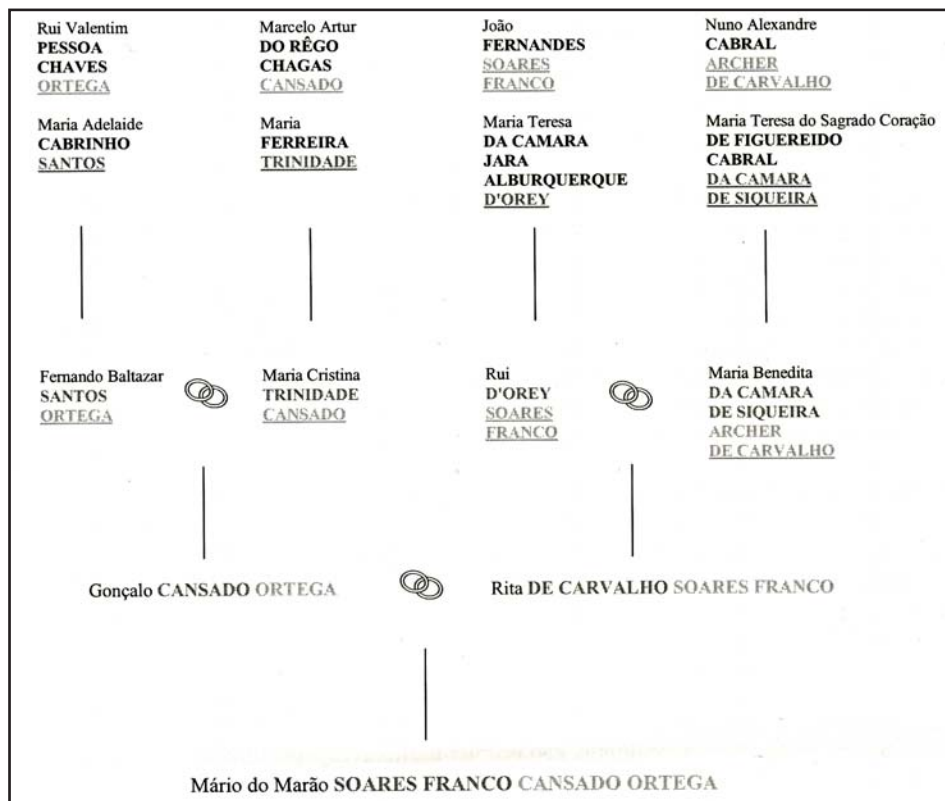 Rui Valentim
PESSOA
CHAVES
ORTEGA
Marcelo Artur
DO RÊGO
CHAGAS
CANSADO
João
FERNANDES
SOARES
FRANCO
Nuno Alexandre
CABRAL
ARCHER
DE CARVALHO
Maria Adelaide
CABRINHO
SANTOS
Maria
FERREIRA
TRINIDADE
Maria Teresa
DA CAMARA
JARA
ALBURQUERQUE
D'OREY
Maria Teresa do Sagrado Coração
DE FIGUEREIDO
CABRAL
DA CAMARA
DE SIQUEIRA
Fernando Baltazar
SANTOS
ORTEGA
Maria Cristina
TRINIDADE
CANSADO
Rui
D'OREY
SOARES
FRANCO
Maria Benedita
DA CAMARA
DE SIQUEIRA
ARCHER
DE CARVALHO
Gonçalo CANSADO ORTEGA
Rita DE CARVALHO SOARES FRANCO
Mário do Marão SOARES FRANCO CANSADO ORTEGA